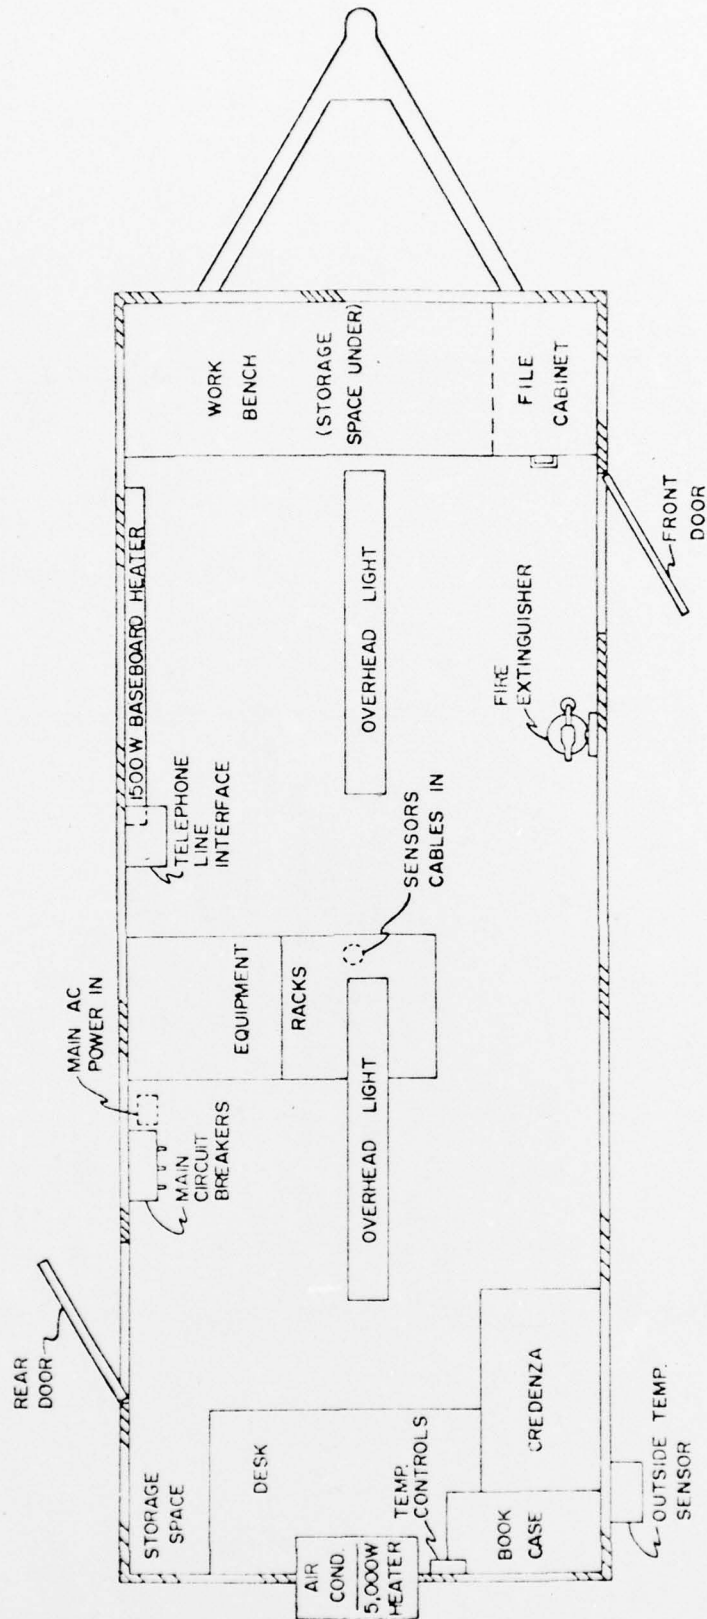 REAR
DOOR
MAIN AC
POWER IN
STORAGE
SPACE
MAIN
CIRCUIT
BREAKERS
EQUIPMENT
RACKS
TELEPHONE
LINE
INTERFACE
1500 W BASEBOARD HEATER
WORK
BENCH
(STORAGE
SPACE UNDER)
DESK
AIR
COND.
5,000W
HEATER
TEMP.
CONTROLS
OVERHEAD LIGHT
SENSORS
CABLES IN
OVERHEAD LIGHT
FILE
CABINET
BOOK
CASE
CREDENZA
FIRE
EXTINGUISHER
OUTSIDE TEMP.
SENSOR
FRONT
DOOR